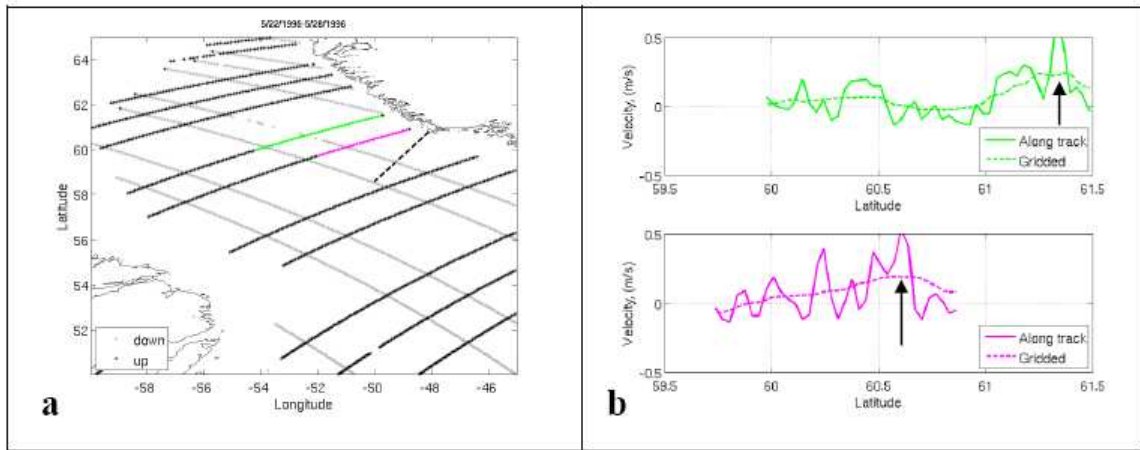 5/22/1996-5/28/1996
64
62
60
58
56
54
52
Latitude
down
up
-58
-56
-54
-52
-50
-48
-46
Longitude
a
0.5
0
-0.5
Velocity, (m/s)
Along track
Gridded
59.5
60
60.5
61
61.5
Latitude
0.5
0
-0.5
Velocity, (m/s)
Along track
Gridded
59.5
60
60.5
61
61.5
Latitude
b